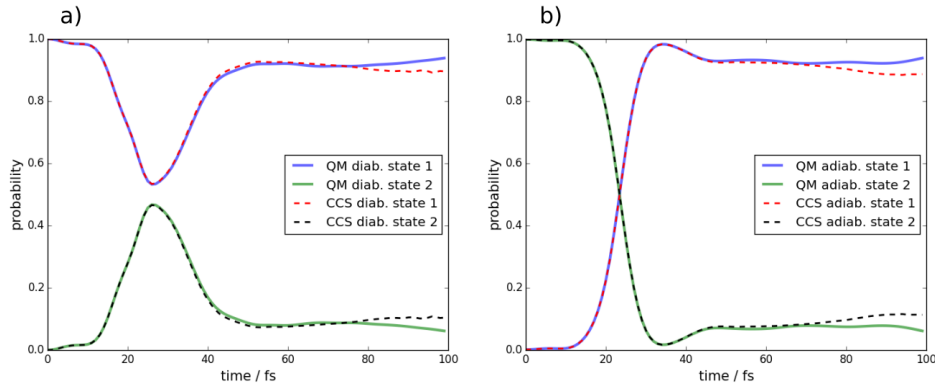 a)
1.0
0.8
0.6
0.4
0.2
0.0
probability
0 20 40 60 80 100
time / fs
QM diab. state 1
QM diab. state 2
CCS diab. state 1
CCS diab. state 2
b)
1.0
0.8
0.6
0.4
0.2
0.0
probability
0 20 40 60 80 100
time / fs
QM adiab. state 1
QM adiab. state 2
CCS adiab. state 1
CCS adiab. state 2